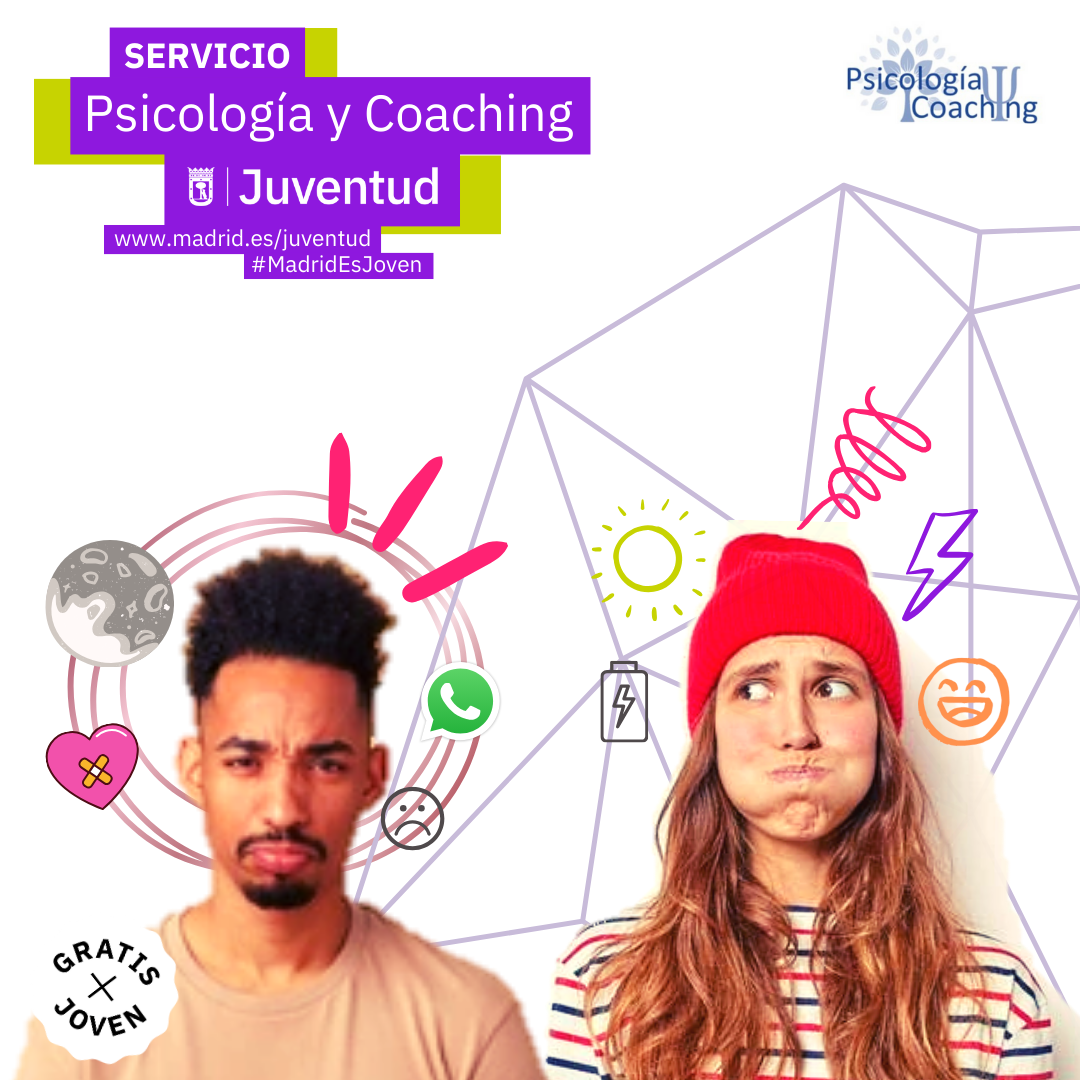 SERVICIO
Psicología y Coaching
Juventud
www.madrid.es/juventud
#MadridEsJoven
Psicología
Coaching
GRATIS
JOVEN